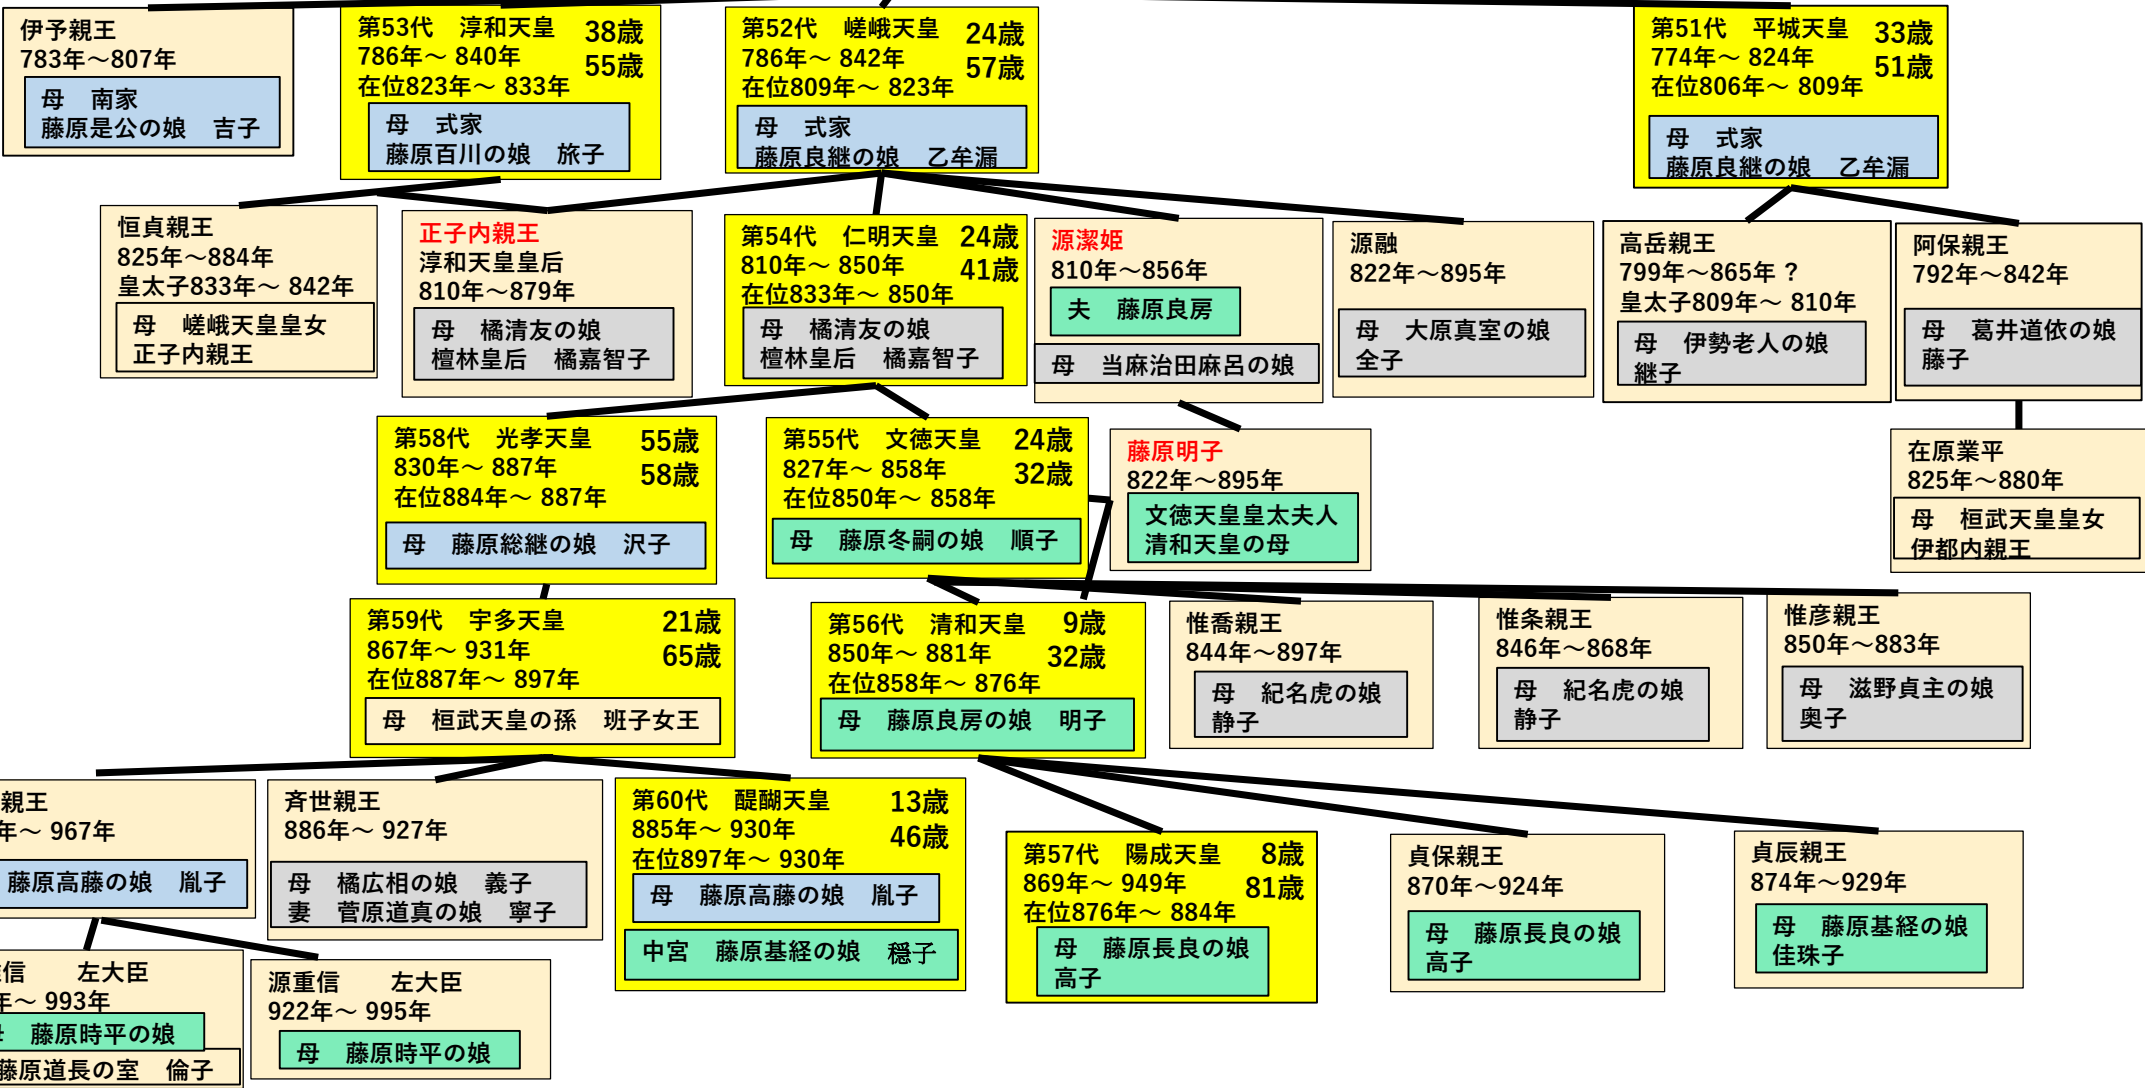 伊予親王
783年～807年
母　南家
藤原是公の娘　吉子
第53代　淳和天皇　38歳
786年～ 840年　55歳
在位823年～ 833年
母　式家
藤原百川の娘　旅子
第52代　嵯峨天皇　24歳
786年～ 842年　57歳
在位809年～ 823年
母　式家
藤原良継の娘　乙牟漏
第51代　平城天皇　33歳
774年～ 824年　51歳
在位806年～ 809年
母　式家
藤原良継の娘　乙牟漏
恒貞親王
825年～884年
皇太子833年～ 842年
母　嵯峨天皇皇女
正子内親王
正子内親王
淳和天皇皇后
810年～879年
母　橘清友の娘
檀林皇后　橘嘉智子
第54代　仁明天皇　24歳
810年～ 850年　41歳
在位833年～ 850年
母　橘清友の娘
檀林皇后　橘嘉智子
源潔姫
810年～856年
夫　藤原良房
母　当麻治田麻呂の娘
源融
822年～895年
母　大原真室の娘
全子
高岳親王
799年～865年？
皇太子809年～ 810年
母　伊勢老人の娘
継子
阿保親王
792年～842年
母　葛井道依の娘
藤子
第58代　光孝天皇　55歳
830年～ 887年　58歳
在位884年～ 887年
母　藤原総継の娘　沢子
第55代　文徳天皇　24歳
827年～ 858年　32歳
在位850年～ 858年
母　藤原冬嗣の娘　順子
藤原明子
822年～895年
文徳天皇皇太夫人
清和天皇の母
在原業平
825年～880年
母　桓武天皇皇女
伊都内親王
第59代　宇多天皇　21歳
867年～ 931年　65歳
在位887年～ 897年
母　桓武天皇の孫　班子女王
第56代　清和天皇　9歳
850年～ 881年　32歳
在位858年～ 876年
母　藤原良房の娘　明子
惟喬親王
844年～897年
母　紀名虎の娘
静子
惟条親王
846年～868年
母　紀名虎の娘
静子
惟彦親王
850年～883年
母　滋野貞主の娘
奥子
親王
年～ 967年
藤原高藤の娘　胤子
斉世親王
886年～ 927年
母　橘広相の娘　義子
妻　菅原道真の娘　寧子
第60代　醍醐天皇　13歳
885年～ 930年　46歳
在位897年～ 930年
母　藤原高藤の娘　胤子
中宮　藤原基経の娘　穏子
第57代　陽成天皇　8歳
869年～ 949年　81歳
在位876年～ 884年
母　藤原長良の娘
高子
貞保親王
870年～924年
母　藤原長良の娘
高子
貞辰親王
874年～929年
母　藤原基経の娘
佳珠子
信　左大臣
年～ 993年
藤原時平の娘
藤原道長の室　倫子
源重信　左大臣
922年～ 995年
母　藤原時平の娘